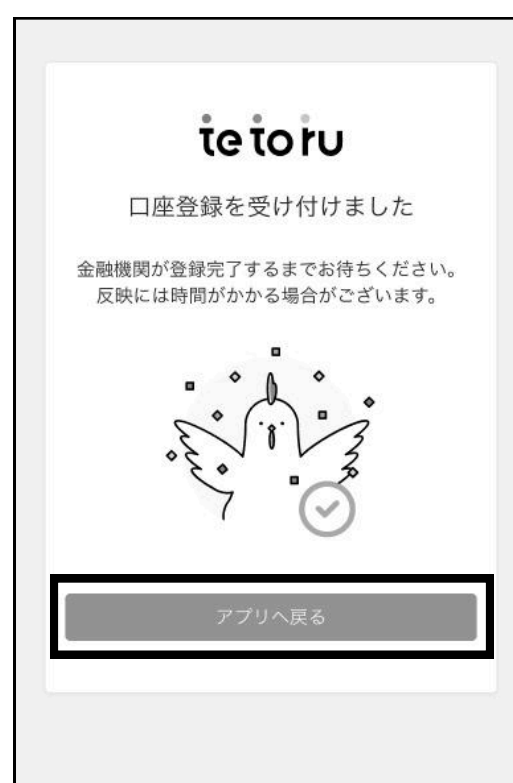 tetoru
口座登録を受け付けました
金融機関が登録完了するまでお待ちください。
反映には時間がかかる場合がございます。
アプリへ戻る